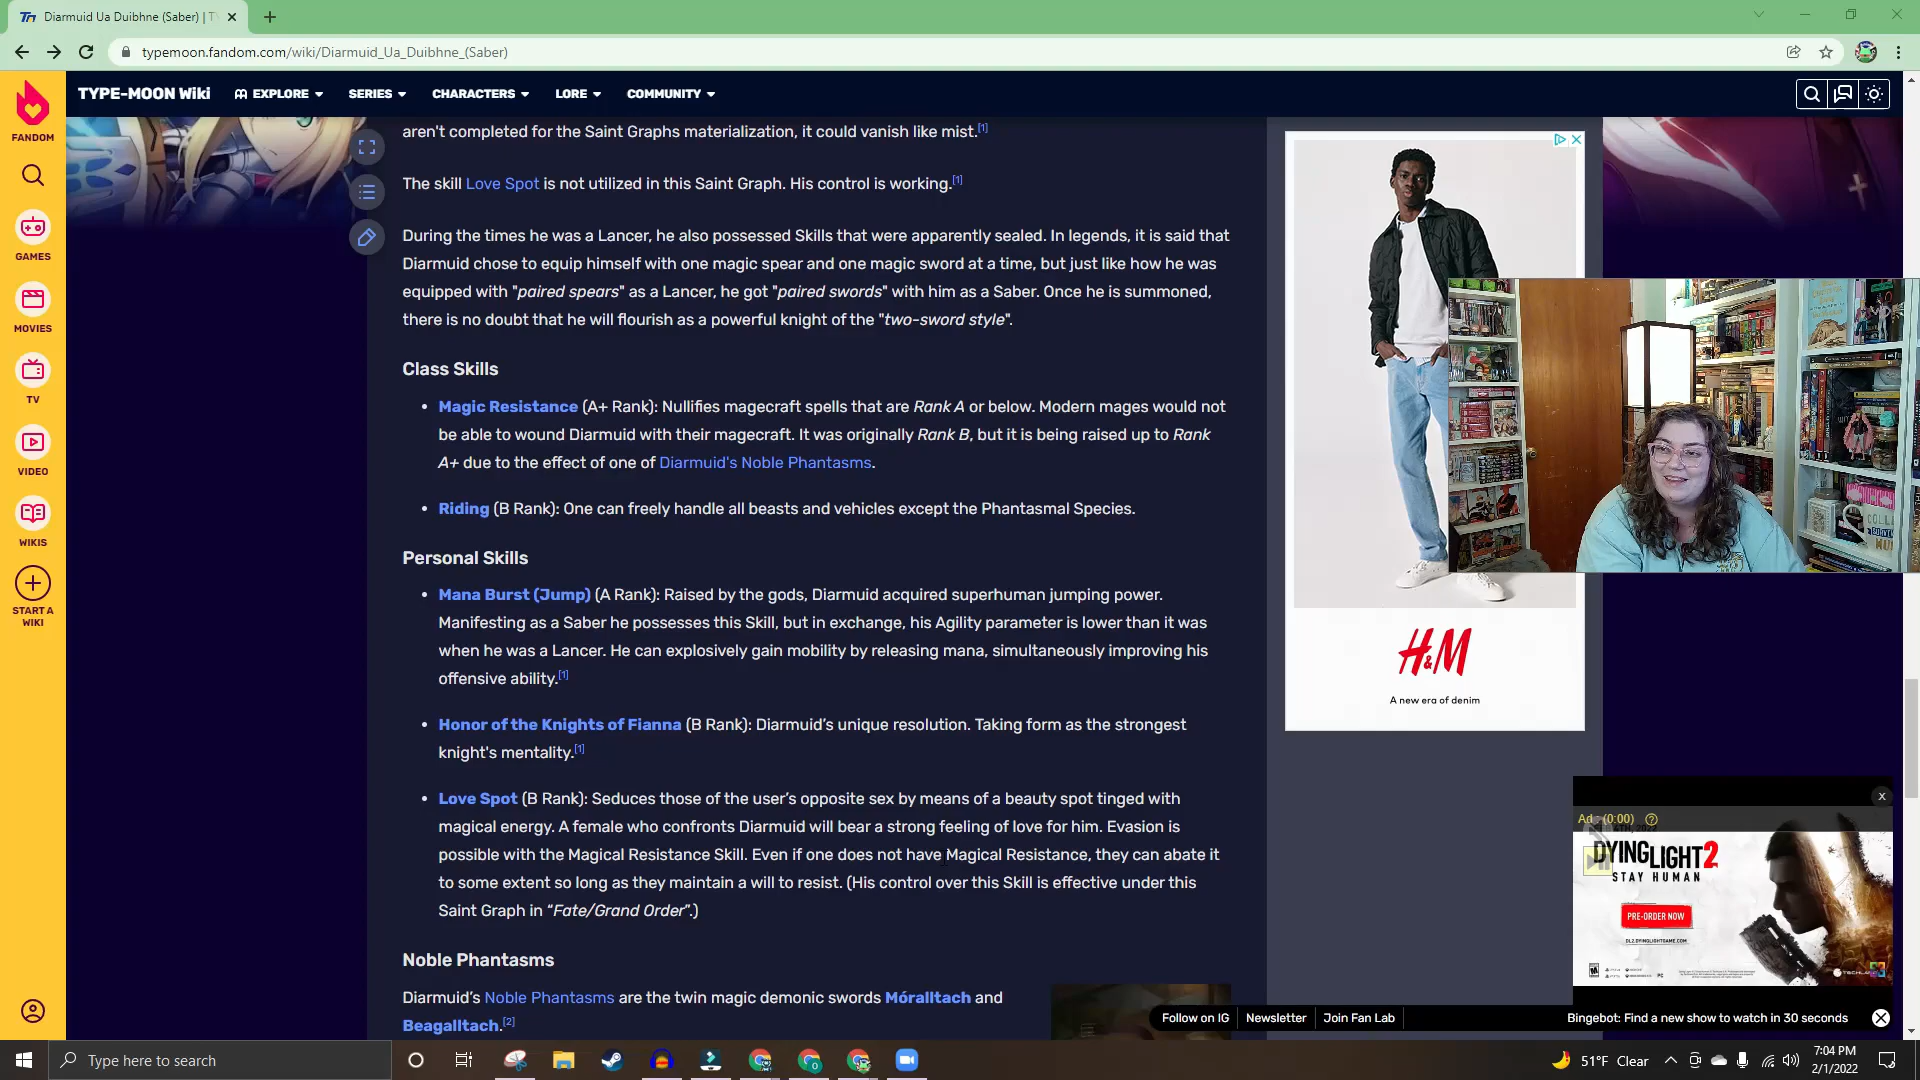 Diarmuid Ua Duibhne (Saber) | T
typemoon.fandom.com/wiki/Diarmuid_Ua_Duibhne_(Saber)
TYPE-MOON Wiki
EXPLORE
SERIES
CHARACTERS
LORE
COMMUNITY
FANDOM
GAMES
MOVIES
TV
VIDEO
WIKIS
START A
WIKI
aren't completed for the Saint Graphs materialization, it could vanish like mist.[1]
The skill Love Spot is not utilized in this Saint Graph. His control is working.[1]
During the times he was a Lancer, he also possessed Skills that were apparently sealed. In legends, it is said that
Diarmuid chose to equip himself with one magic spear and one magic sword at a time, but just like how he was
equipped with "paired spears" as a Lancer, he got "paired swords" with him as a Saber. Once he is summoned,
there is no doubt that he will flourish as a powerful knight of the "two-sword style".
Class Skills
• Magic Resistance (A+ Rank): Nullifies magecraft spells that are Rank A or below. Modern mages would not
be able to wound Diarmuid with their magecraft. It was originally Rank B, but it is being raised up to Rank
A+ due to the effect of one of Diarmuid's Noble Phantasms.
• Riding (B Rank): One can freely handle all beasts and vehicles except the Phantasmal Species.
Personal Skills
• Mana Burst (Jump) (A Rank): Raised by the gods, Diarmuid acquired superhuman jumping power.
Manifesting as a Saber he possesses this Skill, but in exchange, his Agility parameter is lower than it was
when he was a Lancer. He can explosively gain mobility by releasing mana, simultaneously improving his
offensive ability.[1]
• Honor of the Knights of Fianna (B Rank): Diarmuid’s unique resolution. Taking form as the strongest
knight's mentality.[1]
• Love Spot (B Rank): Seduces those of the user’s opposite sex by means of a beauty spot tinged with
magical energy. A female who confronts Diarmuid will bear a strong feeling of love for him. Evasion is
possible with the Magical Resistance Skill. Even if one does not have Magical Resistance, they can abate it
to some extent so long as they maintain a will to resist. (His control over this Skill is effective under this
Saint Graph in “Fate/Grand Order”.)
Noble Phantasms
Diarmuid’s Noble Phantasms are the twin magic demonic swords Móralltach and
Beagalltach.[2]
H&M
A new era of denim
Ad (0:00)
DYING LIGHT 2
STAY HUMAN
PRE-ORDER NOW
DL2.DYINGLIGHTGAME.COM
TECHLAND
Follow on IG
Newsletter
Join Fan Lab
Bingebot: Find a new show to watch in 30 seconds
Type here to search
51°F Clear
7:04 PM
2/1/2022